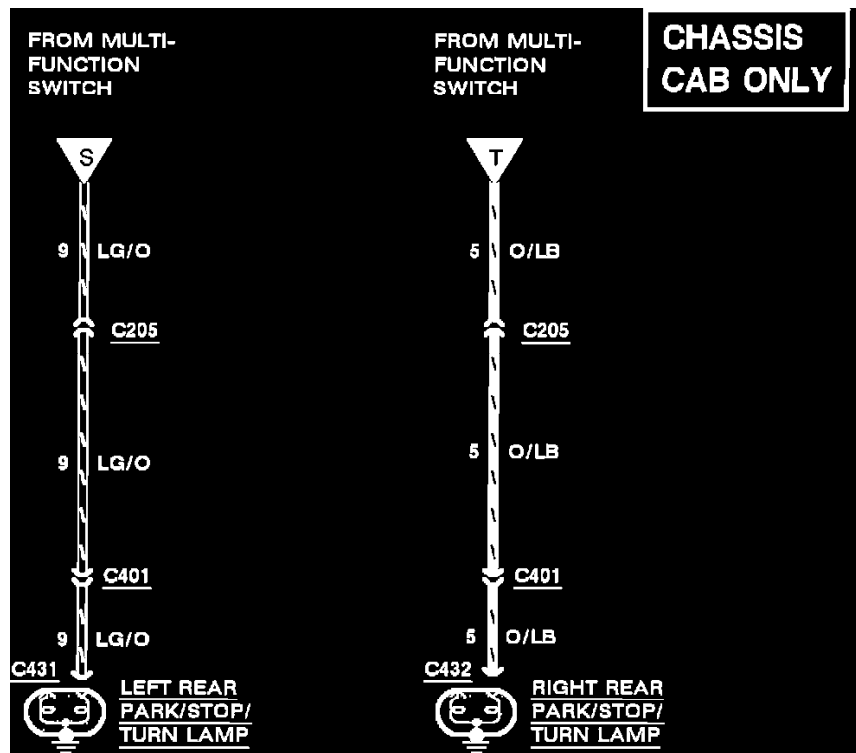 FROM MULTI-
FUNCTION
SWITCH
FROM MULTI-
FUNCTION
SWITCH
CHASSIS
CAB ONLY
S
T
9 LG/O
5 O/LB
C205
C205
9 LG/O
5 O/LB
C401
C401
9 LG/O
5 O/LB
C431
C432
LEFT REAR
PARK/STOP/
TURN LAMP
RIGHT REAR
PARK/STOP/
TURN LAMP